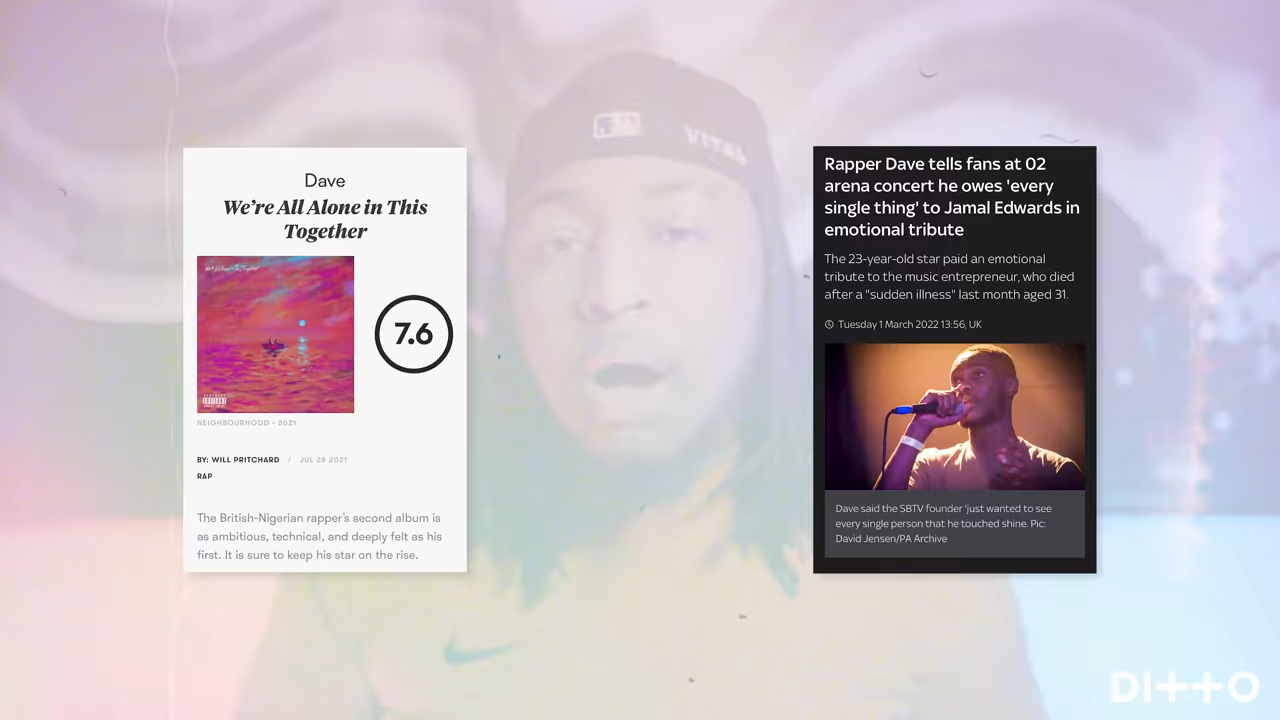 Dave
We're All Alone in This
Together
7.6
NEIGHBOURHOOD • 2021
BY: WILL PRITCHARD / JUL 28 2021
RAP
The British-Nigerian rapper's second album is
as ambitious, technical, and deeply felt as his
first. It is sure to keep his star on the rise.
VITAL
Rapper Dave tells fans at 02
arena concert he owes 'every
single thing' to Jamal Edwards in
emotional tribute
The 23-year-old star paid an emotional
tribute to the music entrepreneur, who died
after a "sudden illness" last month aged 31.
Tuesday 1 March 2022 13:56, UK
Dave said the SBTV founder 'just wanted to see
every single person that he touched shine. Pic:
David Jensen/PA Archive
DITTO